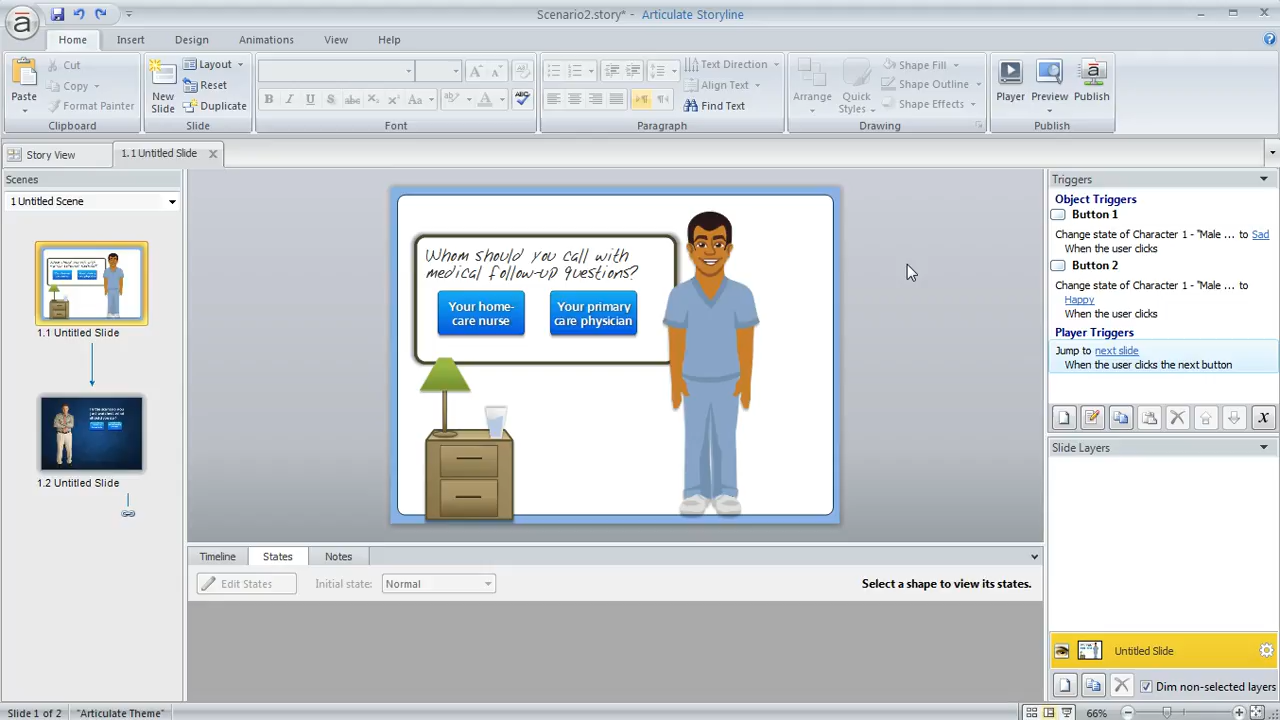 Scenario2.story* - Articulate Storyline
Home Insert Design Animations View Help
Paste
Cut
Copy
Format Painter
Clipboard
New Slide
Layout
Reset
Duplicate
Slide
Font
Text Direction
Align Text
Find Text
Paragraph
Arrange
Quick Styles
Shape Fill
Shape Outline
Shape Effects
Drawing
Player
Preview
Publish
Publish
Story View
1.1 Untitled Slide
Scenes
1 Untitled Scene
1.1 Untitled Slide
1.2 Untitled Slide
Whom should you call with
medical follow-up questions?
Your home-
care nurse
Your primary
care physician
Timeline States Notes
Edit States
Initial state:
Normal
Select a shape to view its states.
Triggers
Object Triggers
Button 1
Change state of Character 1 - "Male ... to Sad
When the user clicks
Button 2
Change state of Character 1 - "Male ... to
Happy
When the user clicks
Player Triggers
Jump to next slide
When the user clicks the next button
Slide Layers
Untitled Slide
Dim non-selected layers
Slide 1 of 2
"Articulate Theme"
66%